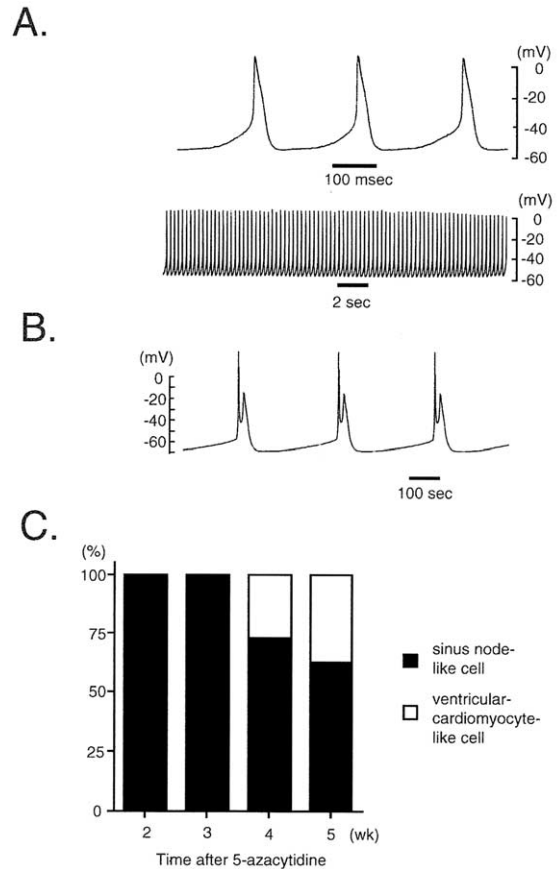 A.
(mV)
0
-20
-40
-60
100 msec
(mV)
0
-20
-40
-60
2 sec
B.
(mV)
0
-20
-40
-60
100 sec
C.
(%)
100
75
50
25
0
2 3 4 5 (wk)
Time after 5-azacytidine
sinus node-
like cell
ventricular-
cardiomyocyte-
like cell